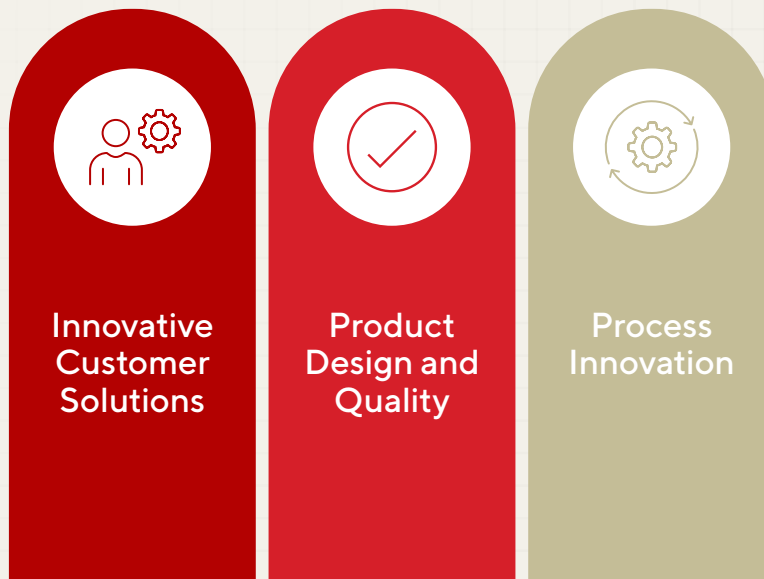 Innovative
Customer
Solutions
Product
Design and
Quality
Process
Innovation